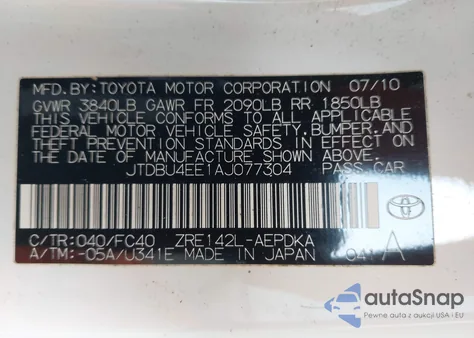 MFD.BY:TOYOTA MOTOR CORPORATION 07/10
GVWR 3840LB GAWR FR 2090LB RR 1850LB
THIS VEHICLE CONFORMS TO ALL APPLICABLE
FEDERAL MOTOR VEHICLE SAFETY, BUMPER, AND
THEFT PREVENTION STANDARDS IN EFFECT ON
THE DATE OF MANUFACTURE SHOWN ABOVE.
JTDBU4EE1AJ077304 PASS.CAR
C/TR:040/FC40 ZRE142L-AEPDKA
A/TM:-05A/U341E MADE IN JAPAN A
TOYOTA
autoSnap
Pewne auta z dostawą z USA i EU